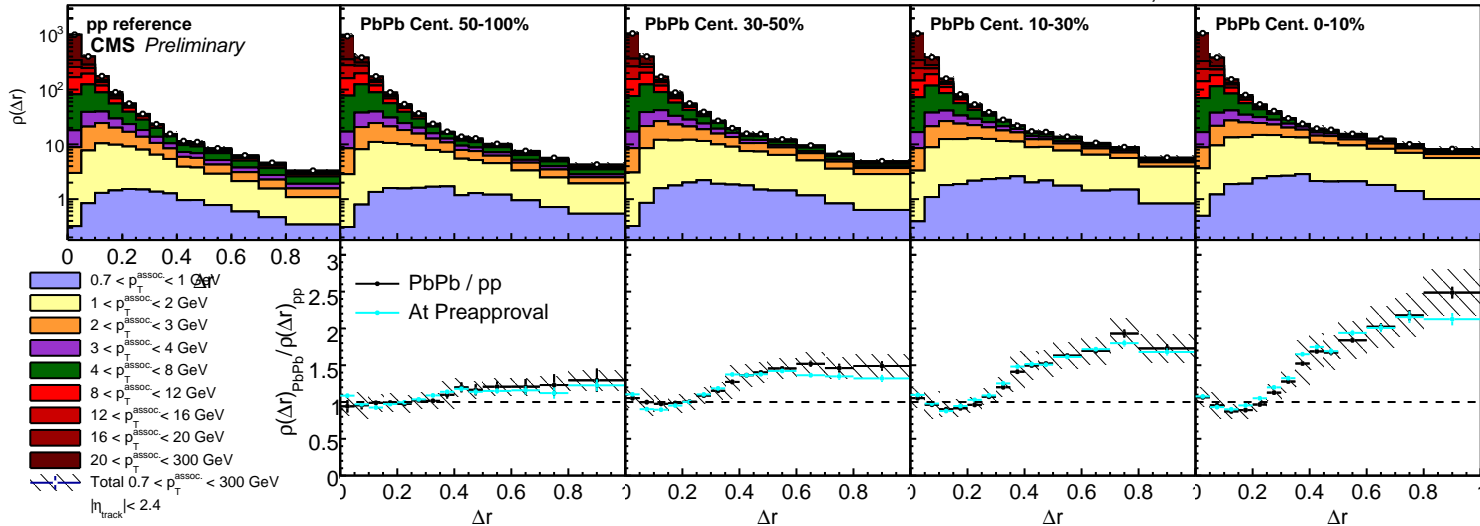 pp reference
CMS Preliminary
PbPb Cent. 50-100%
PbPb Cent. 30-50%
PbPb Cent. 10-30%
PbPb Cent. 0-10%
ρ(Δr)
10³
10²
10
1
0 0.2 0.4 0.6 0.8
Δr
0.7 < p_T^assoc. < 1 GeV
1 < p_T^assoc. < 2 GeV
2 < p_T^assoc. < 3 GeV
3 < p_T^assoc. < 4 GeV
4 < p_T^assoc. < 8 GeV
8 < p_T^assoc. < 12 GeV
12 < p_T^assoc. < 16 GeV
16 < p_T^assoc. < 20 GeV
20 < p_T^assoc. < 300 GeV
Total 0.7 < p_T^assoc. < 300 GeV
|η_track| < 2.4
ρ(Δr)_PbPb/ρ(Δr)_pp
3
2.5
2
1.5
1
0.5
0
PbPb / pp
At Preapproval
0 0.2 0.4 0.6 0.8
0 0.2 0.4 0.6 0.8
0 0.2 0.4 0.6 0.8
0 0.2 0.4 0.6 0.8 1
Δr
Δr
Δr
Δr